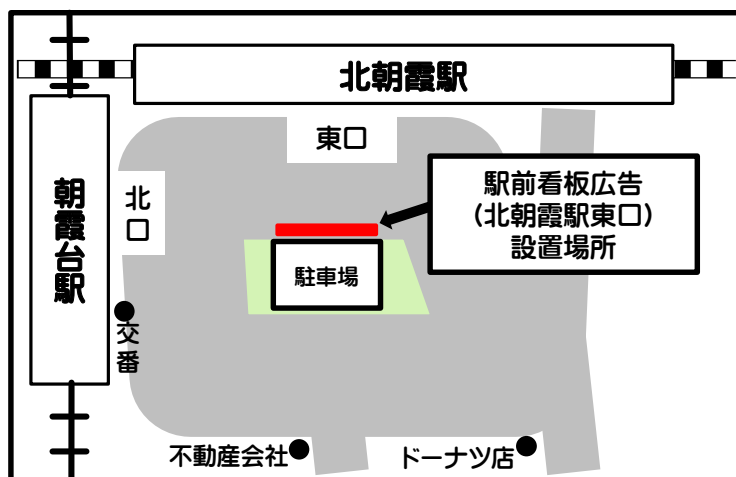 北朝霞駅
東口
駅前看板広告
(北朝霞駅東口)
設置場所
朝霞台駅
北口
駐車場
交番
不動産会社
ドーナツ店